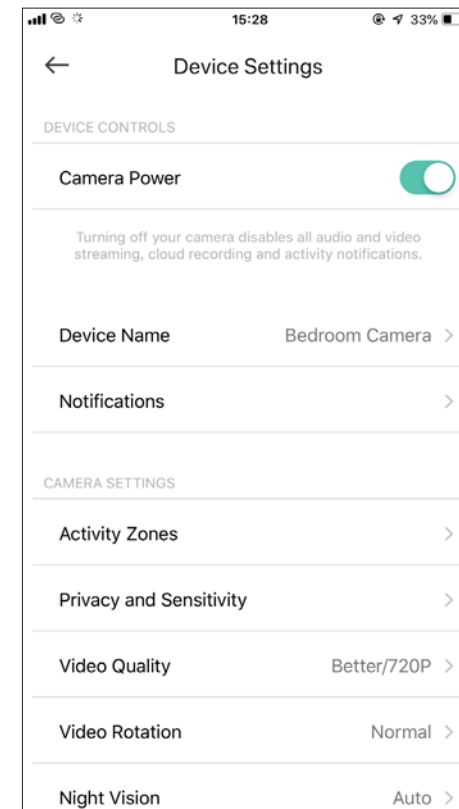 15:28 33%
Device Settings
DEVICE CONTROLS
Camera Power
Turning off your camera disables all audio and video
streaming, cloud recording and activity notifications.
Device Name Bedroom Camera
Notifications
CAMERA SETTINGS
Activity Zones
Privacy and Sensitivity
Video Quality Better/720P
Video Rotation Normal
Night Vision Auto